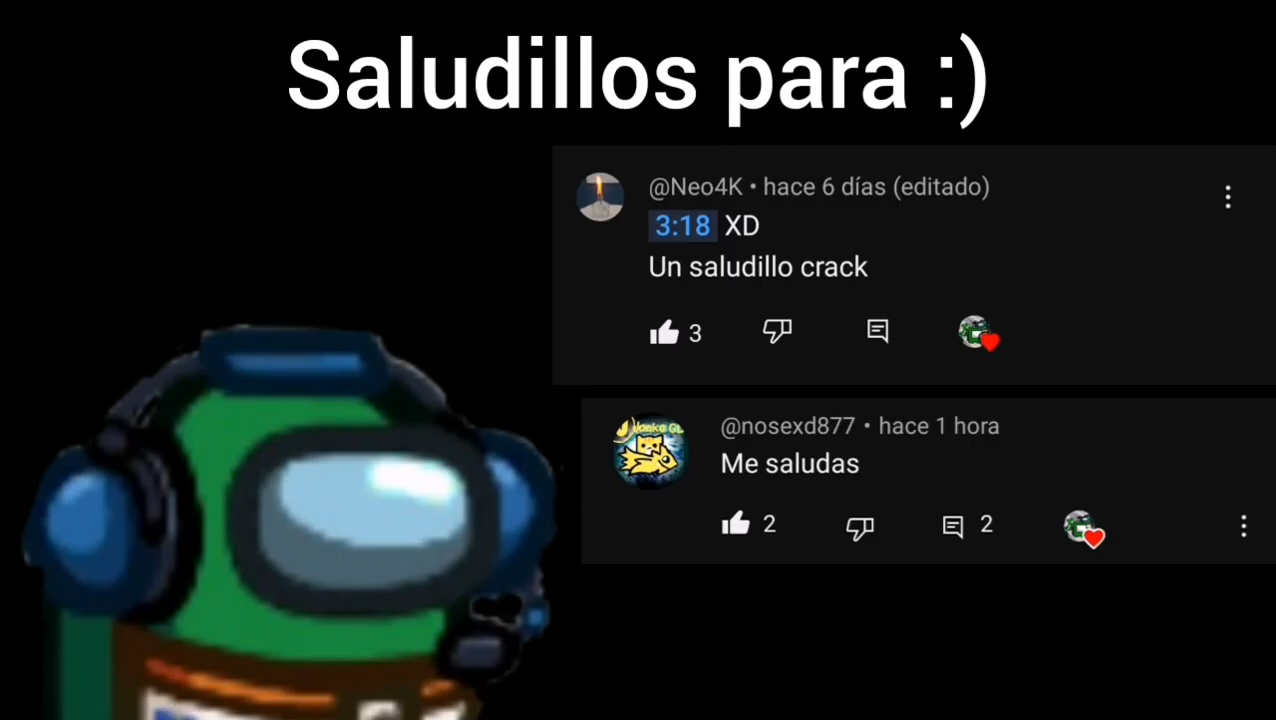 Saludillos para :)
@Neo4K • hace 6 días (editado)
3:18 XD
Un saludillo crack
3
@nosexd877 • hace 1 hora
Me saludas
2
2